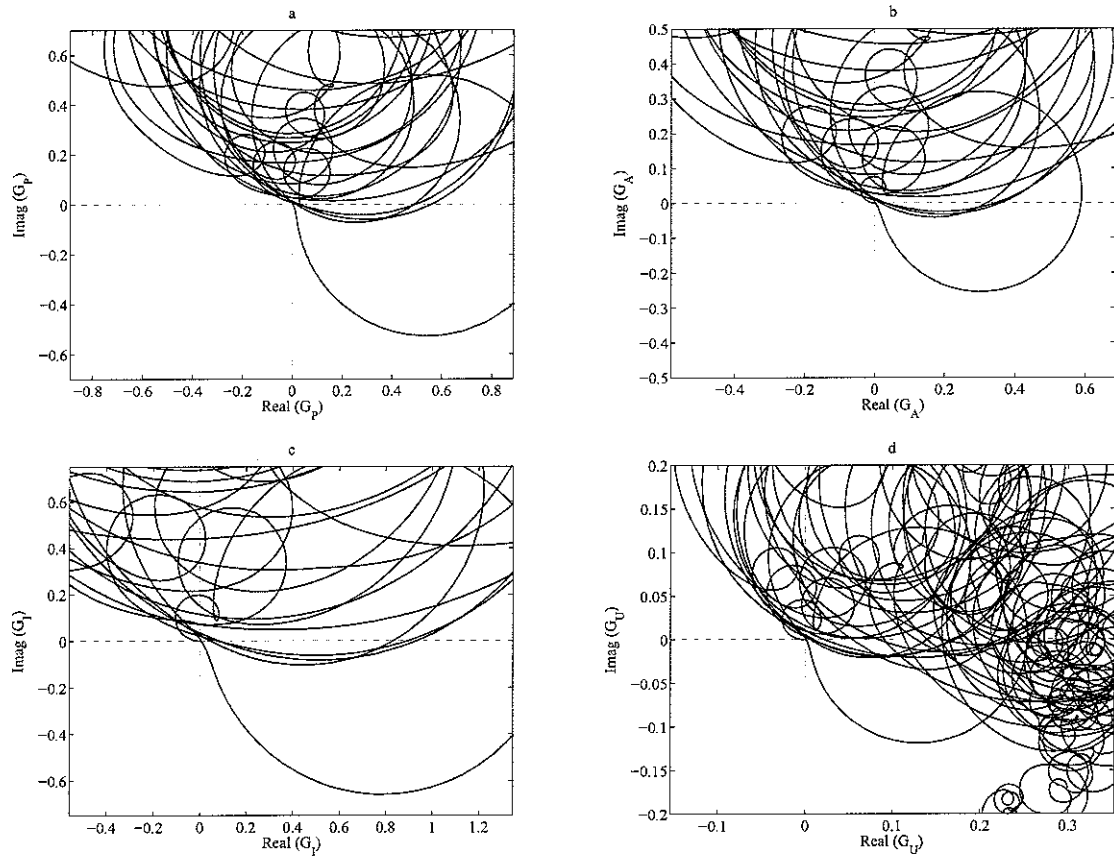 a
0.6
0.4
0.2
0
−0.2
−0.4
−0.6
Imag (G_P)
−0.8 −0.6 −0.4 −0.2 0 0.2 0.4 0.6 0.8
Real (G_P)
b
0.5
0.4
0.3
0.2
0.1
0
−0.1
−0.2
−0.3
−0.4
−0.5
Imag (G_A)
−0.4 −0.2 0 0.2 0.4 0.6
Real (G_A)
c
0.6
0.4
0.2
0
−0.2
−0.4
−0.6
Imag (G_I)
−0.4 −0.2 0 0.2 0.4 0.6 0.8 1 1.2
Real (G_I)
d
0.2
0.15
0.1
0.05
0
−0.05
−0.1
−0.15
−0.2
Imag (G_U)
−0.1 0 0.1 0.2 0.3
Real (G_U)